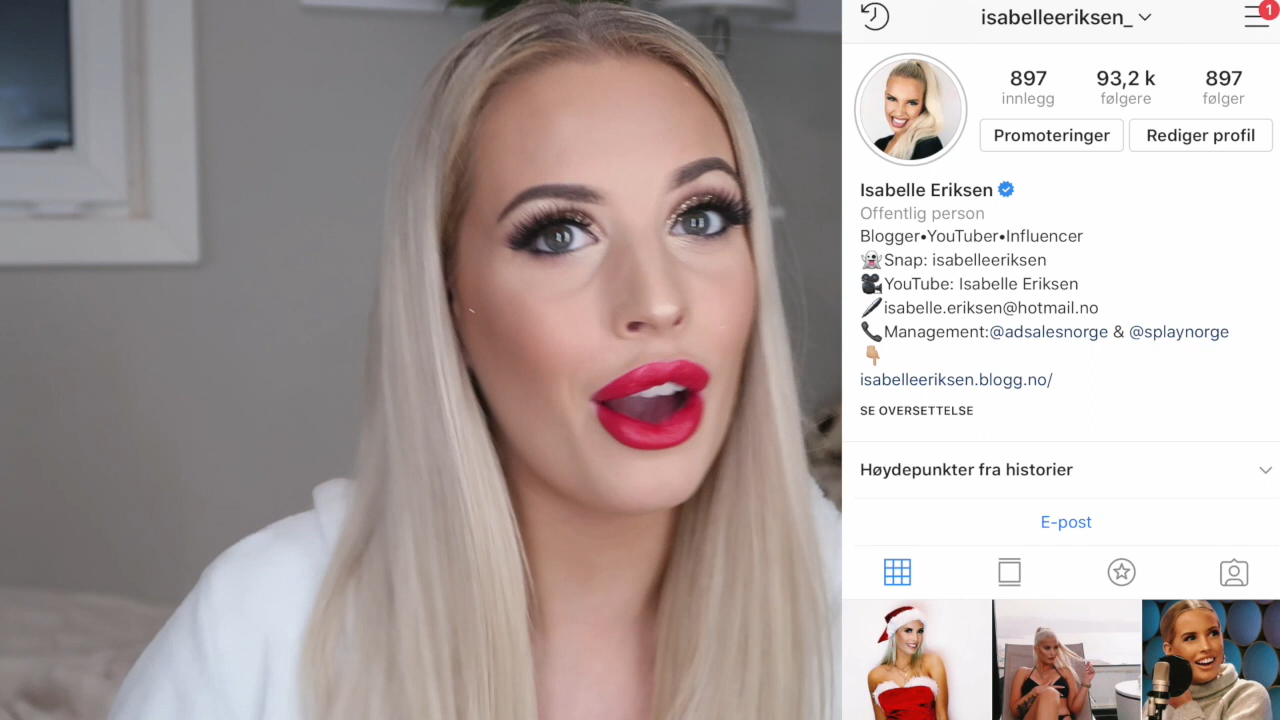 isabelleeriksen_
1
897 93,2 k 897
innlegg følgere følger
Promoteringer Rediger profil
Isabelle Eriksen
Offentlig person
Blogger•YouTuber•Influencer
👻Snap: isabelleeriksen
🎥YouTube: Isabelle Eriksen
🖊isabelle.eriksen@hotmail.no
📞Management:@adsalesnorge & @splaynorge
👇🏼
isabelleeriksen.blogg.no/
SE OVERSETTELSE
Høydepunkter fra historier
E-post